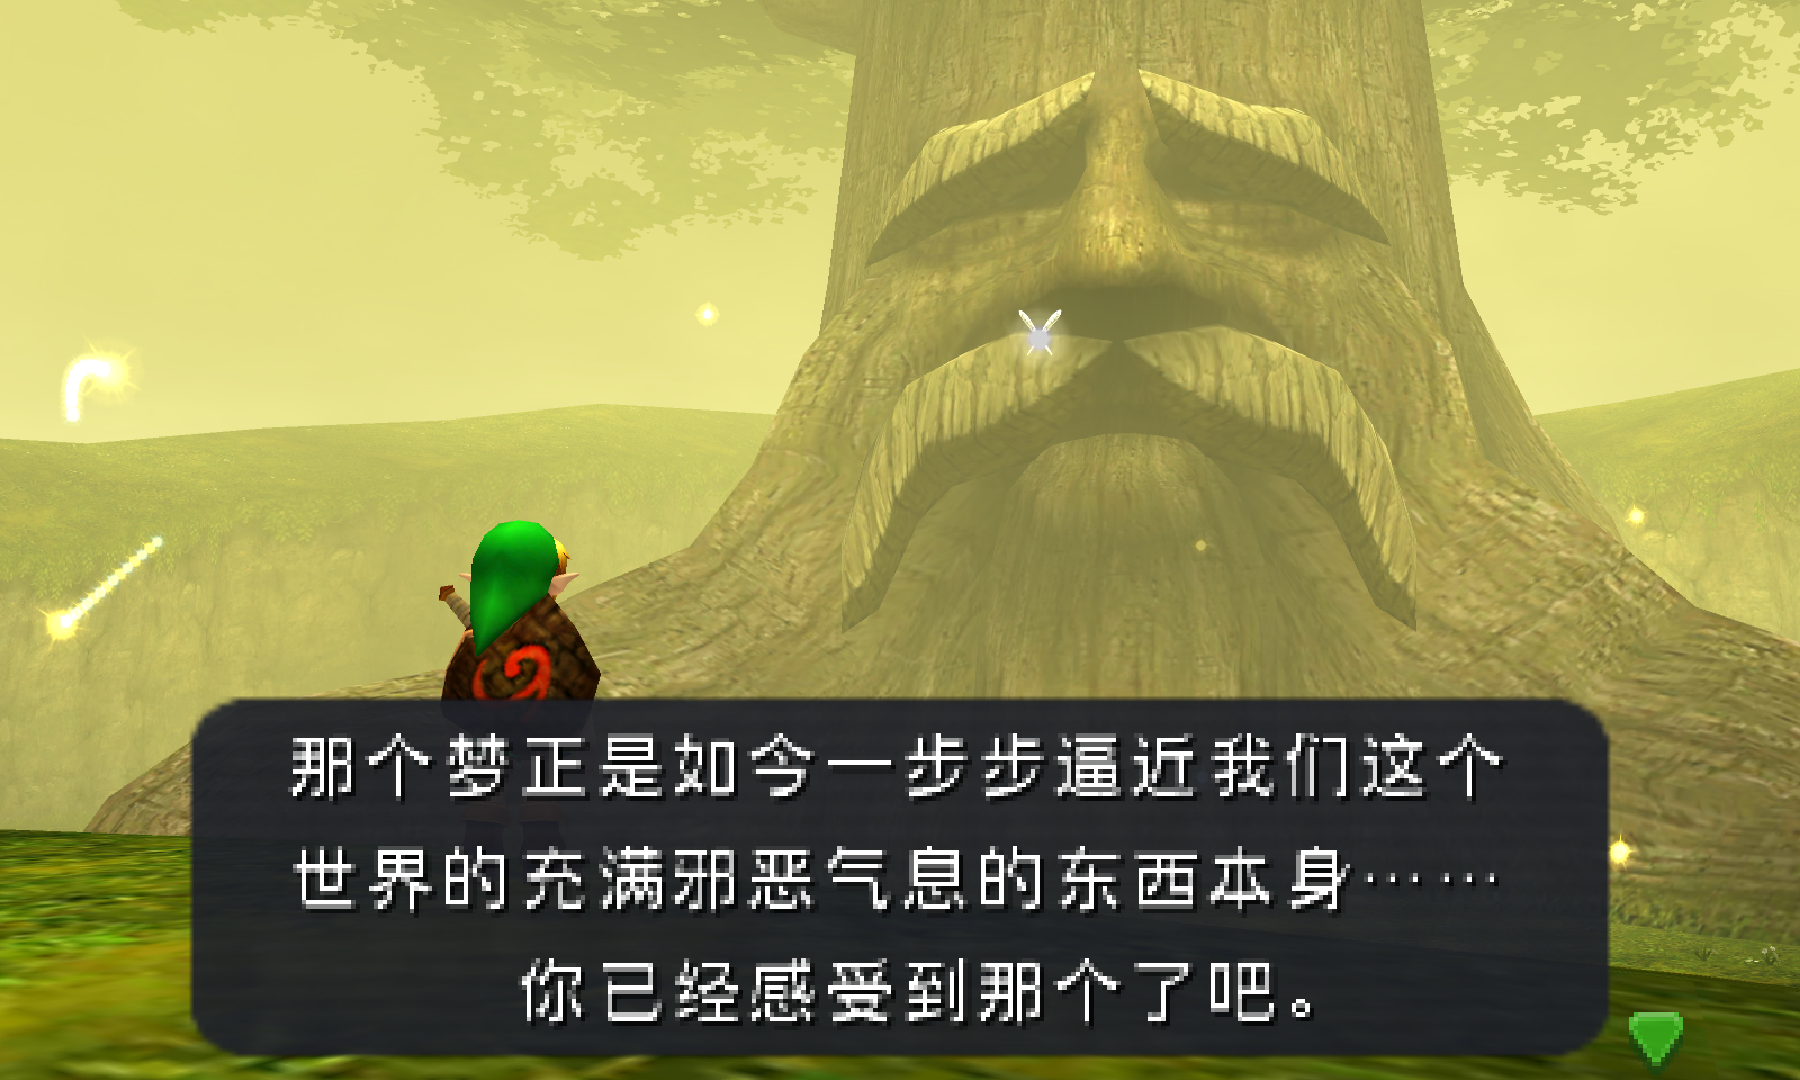 那个梦正是如今一步步逼近我们这个
世界的充满邪恶气息的东西本身……
你已经感受到那个了吧。